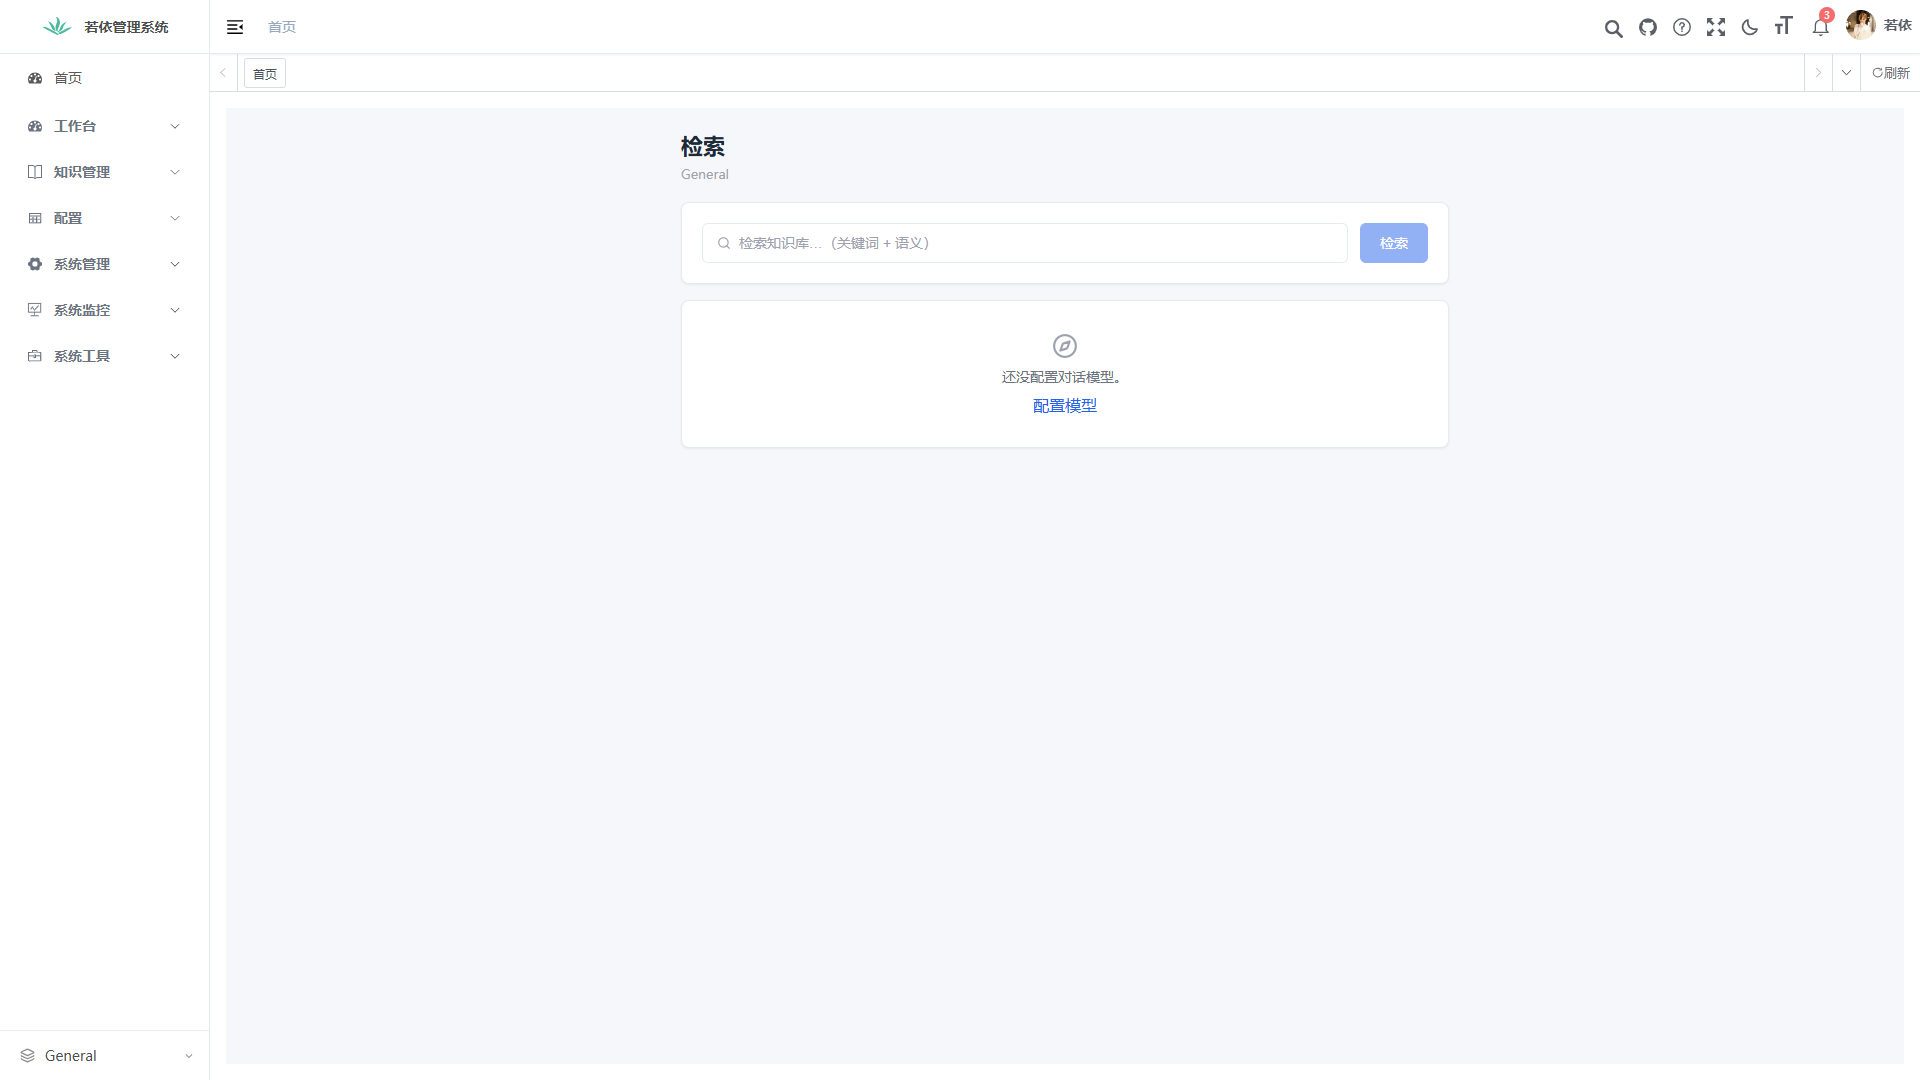 若依管理系统
首页
3
若依
首页
工作台
知识管理
配置
系统管理
系统监控
系统工具
General
首页
刷新
检索
General
检索知识库...（关键词 + 语义）
检索
还没配置对话模型。
配置模型